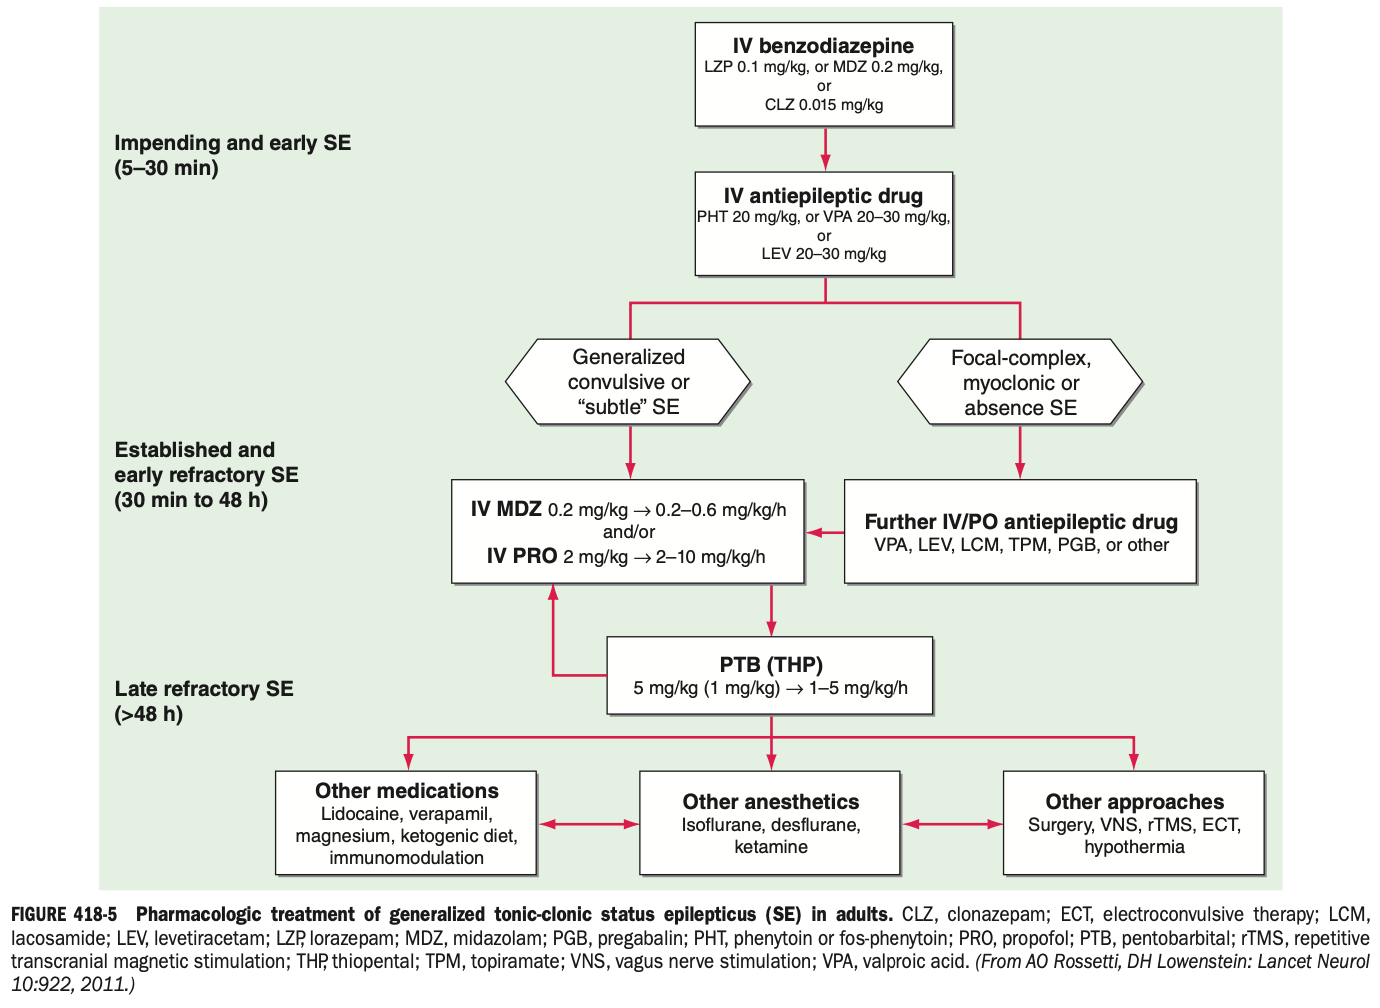 IV benzodiazepine
LZP 0.1 mg/kg, or MDZ 0.2 mg/kg,
or
CLZ 0.015 mg/kg
Impending and early SE
(5–30 min)
IV antiepileptic drug
PHT 20 mg/kg, or VPA 20–30 mg/kg,
or
LEV 20–30 mg/kg
Generalized
convulsive or
“subtle” SE
Focal-complex,
myoclonic or
absence SE
Established and
early refractory SE
(30 min to 48 h)
IV MDZ 0.2 mg/kg → 0.2–0.6 mg/kg/h
and/or
IV PRO 2 mg/kg → 2–10 mg/kg/h
Further IV/PO antiepileptic drug
VPA, LEV, LCM, TPM, PGB, or other
Late refractory SE
(>48 h)
PTB (THP)
5 mg/kg (1 mg/kg) → 1–5 mg/kg/h
Other medications
Lidocaine, verapamil,
magnesium, ketogenic diet,
immunomodulation
Other anesthetics
Isoflurane, desflurane,
ketamine
Other approaches
Surgery, VNS, rTMS, ECT,
hypothermia
FIGURE 418-5 Pharmacologic treatment of generalized tonic-clonic status epilepticus (SE) in adults. CLZ, clonazepam; ECT, electroconvulsive therapy; LCM,
lacosamide; LEV, levetiracetam; LZP, lorazepam; MDZ, midazolam; PGB, pregabalin; PHT, phenytoin or fos-phenytoin; PRO, propofol; PTB, pentobarbital; rTMS, repetitive
transcranial magnetic stimulation; THP, thiopental; TPM, topiramate; VNS, vagus nerve stimulation; VPA, valproic acid. (From AO Rossetti, DH Lowenstein: Lancet Neurol
10:922, 2011.)